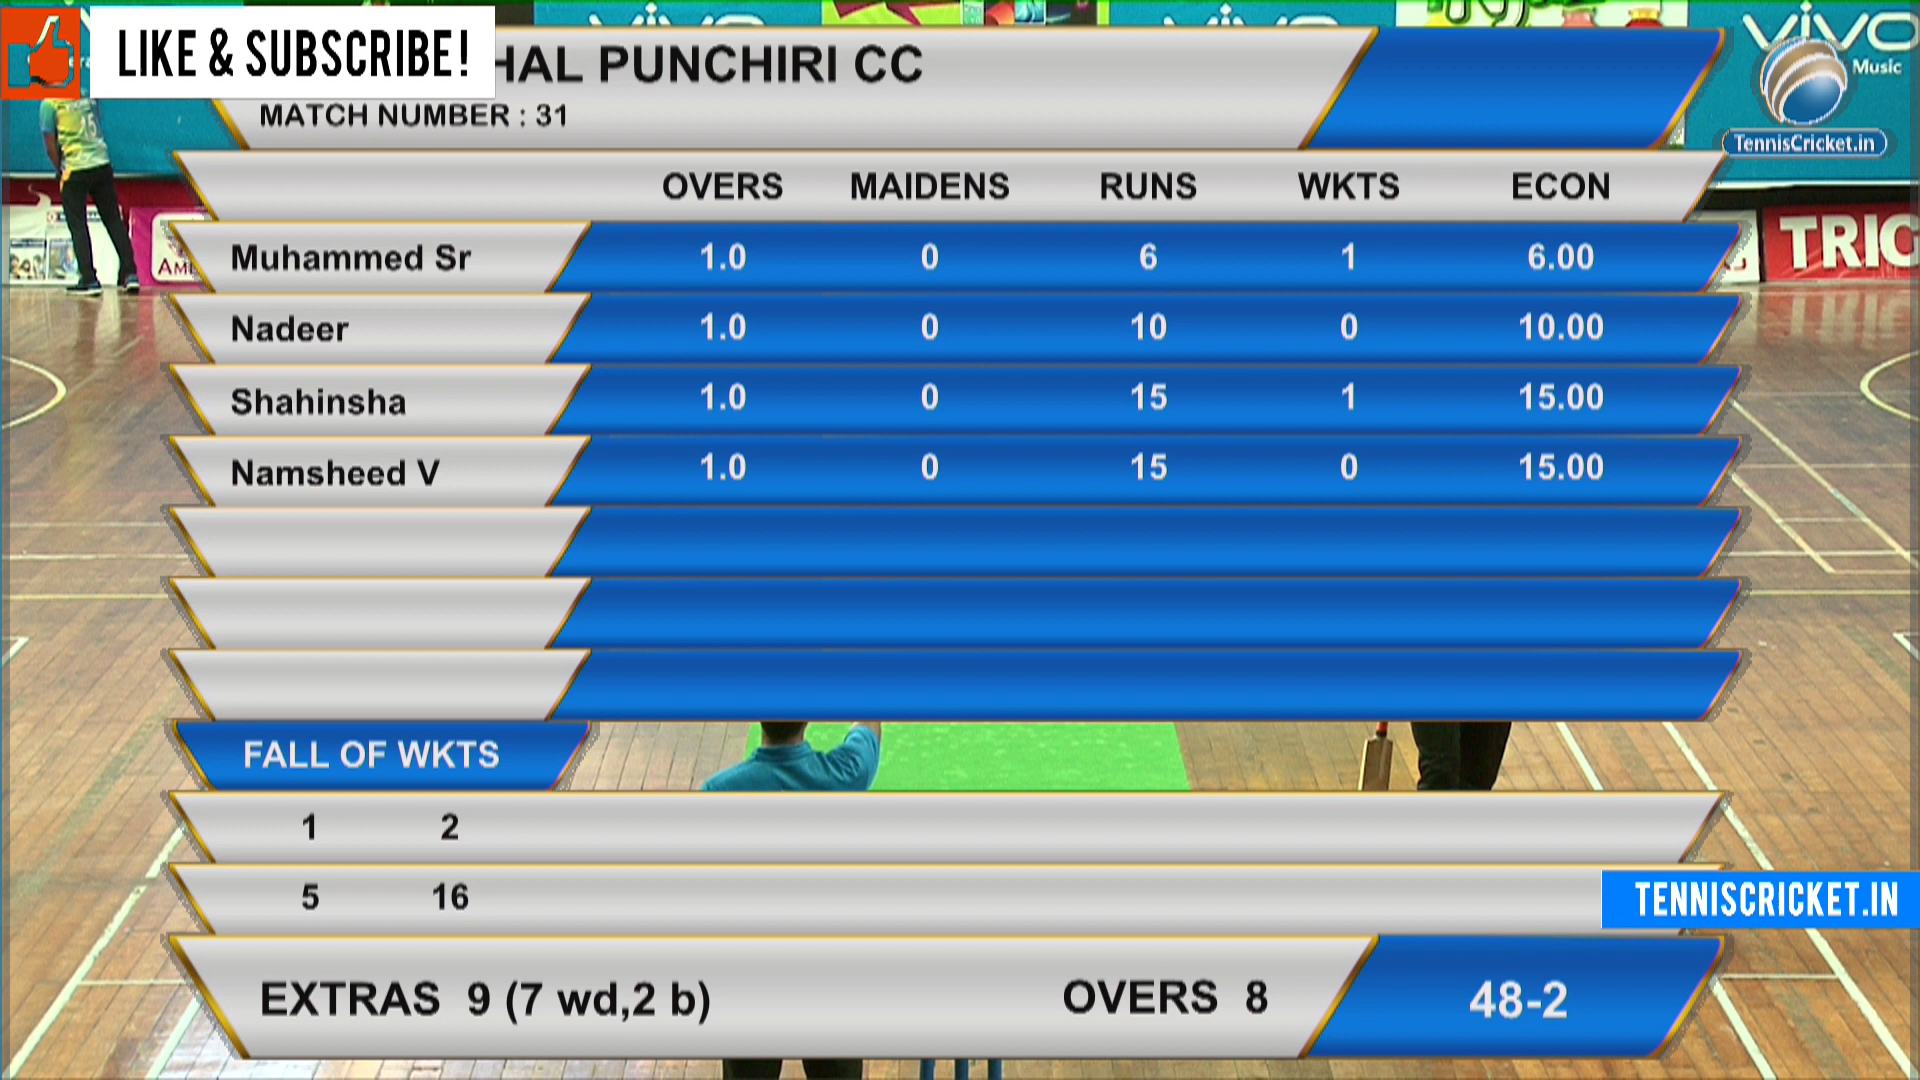 LIKE & SUBSCRIBE!
HAL PUNCHIRI CC
MATCH NUMBER : 31
vivo
Music
TennisCricket.in
OVERS MAIDENS RUNS WKTS ECON
Muhammed Sr 1.0 0 6 1 6.00
Nadeer 1.0 0 10 0 10.00
Shahinsha 1.0 0 15 1 15.00
Namsheed V 1.0 0 15 0 15.00
FALL OF WKTS
1 2
5 16
TENNISCRICKET.IN
EXTRAS 9 (7 wd,2 b) OVERS 8 48-2